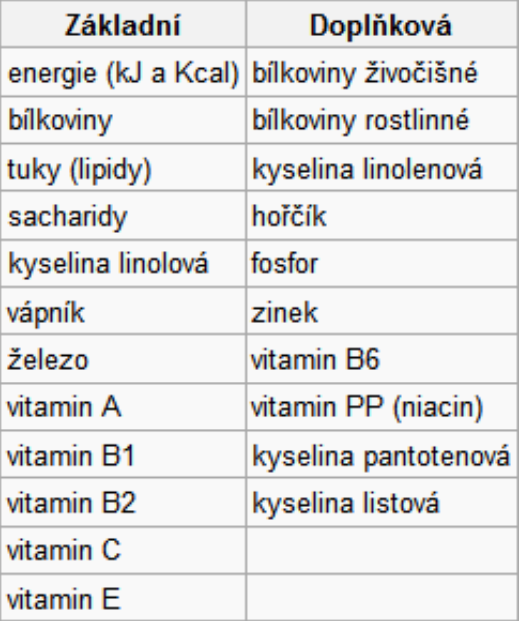 Základní Doplňková
energie (kJ a Kcal) bílkoviny živočišné
bílkoviny bílkoviny rostlinné
tuky (lipidy) kyselina linolenová
sacharidy hořčík
kyselina linolová fosfor
vápník zinek
železo vitamin B6
vitamin A vitamin PP (niacin)
vitamin B1 kyselina pantotenová
vitamin B2 kyselina listová
vitamin C
vitamin E